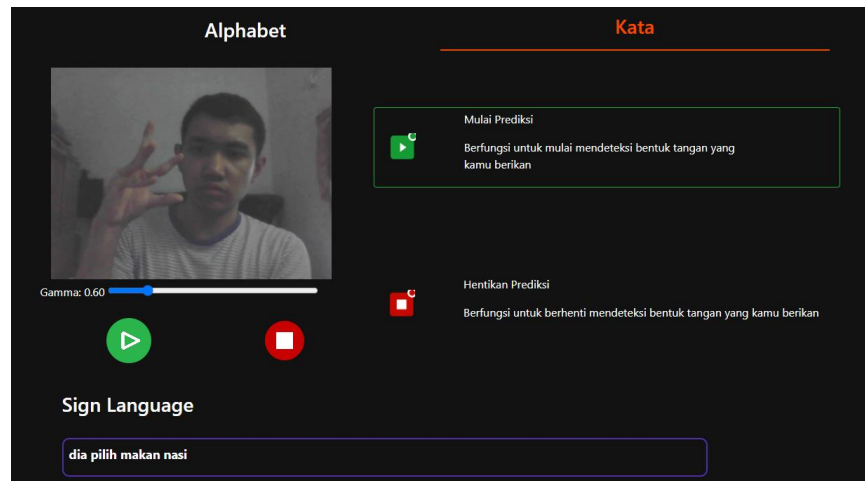 Alphabet
Kata
Mulai Prediksi
Berfungsi untuk mulai mendeteksi bentuk tangan yang
kamu berikan
Gamma: 0.60
Hentikan Prediksi
Berfungsi untuk berhenti mendeteksi bentuk tangan yang kamu berikan
Sign Language
dia pilih makan nasi